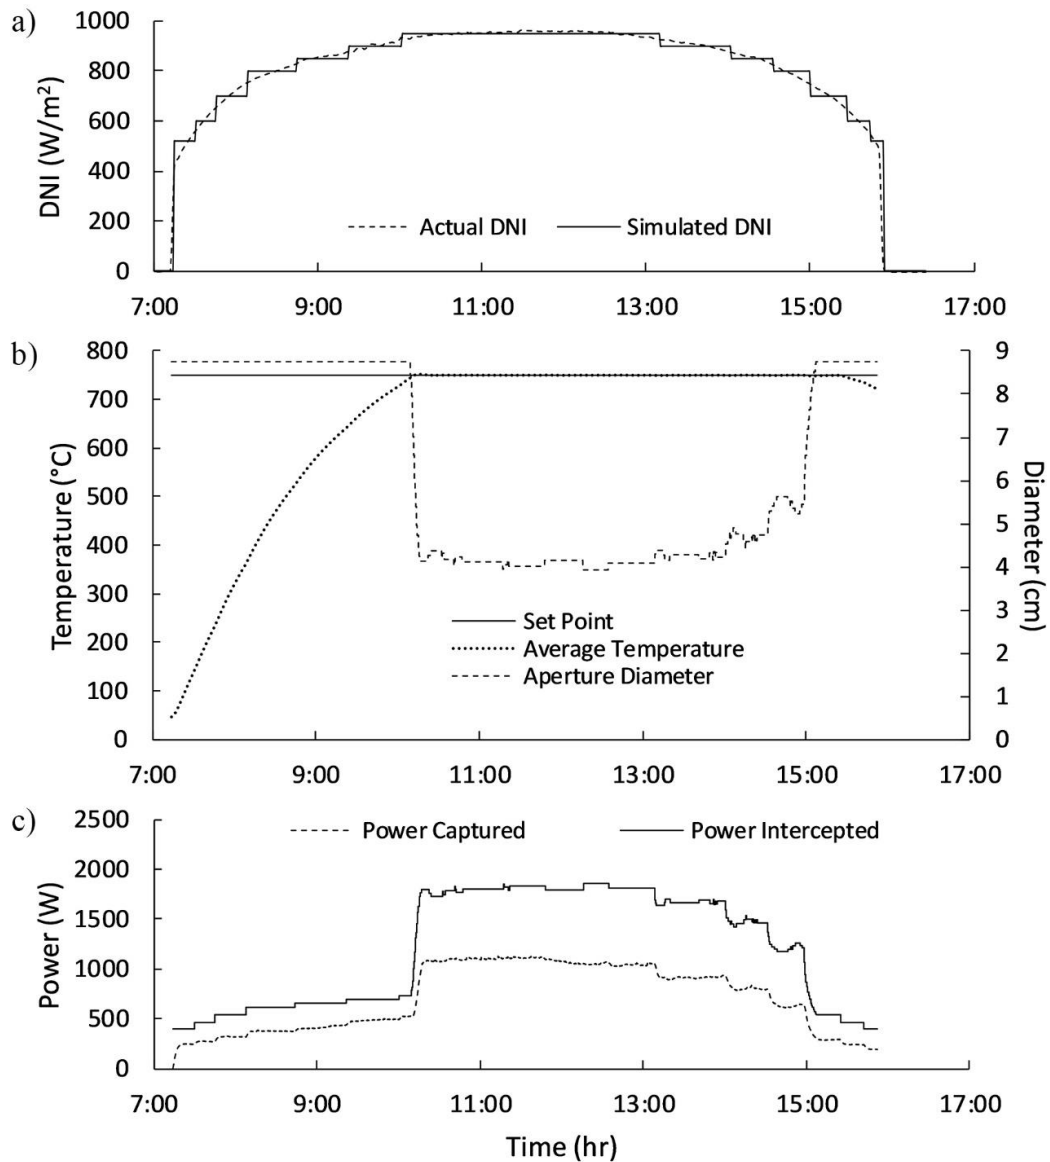 a)
DNI (W/m²)
1000
800
600
400
200
0
Actual DNI
Simulated DNI
7:00 9:00 11:00 13:00 15:00 17:00
b)
Temperature (°C)
800
700
600
500
400
300
200
100
0
Set Point
Average Temperature
Aperture Diameter
9
8
7
6
5
4
3
2
1
0
Diameter (cm)
7:00 9:00 11:00 13:00 15:00 17:00
c)
Power (W)
2500
2000
1500
1000
500
0
Power Captured
Power Intercepted
7:00 9:00 11:00 13:00 15:00 17:00
Time (hr)